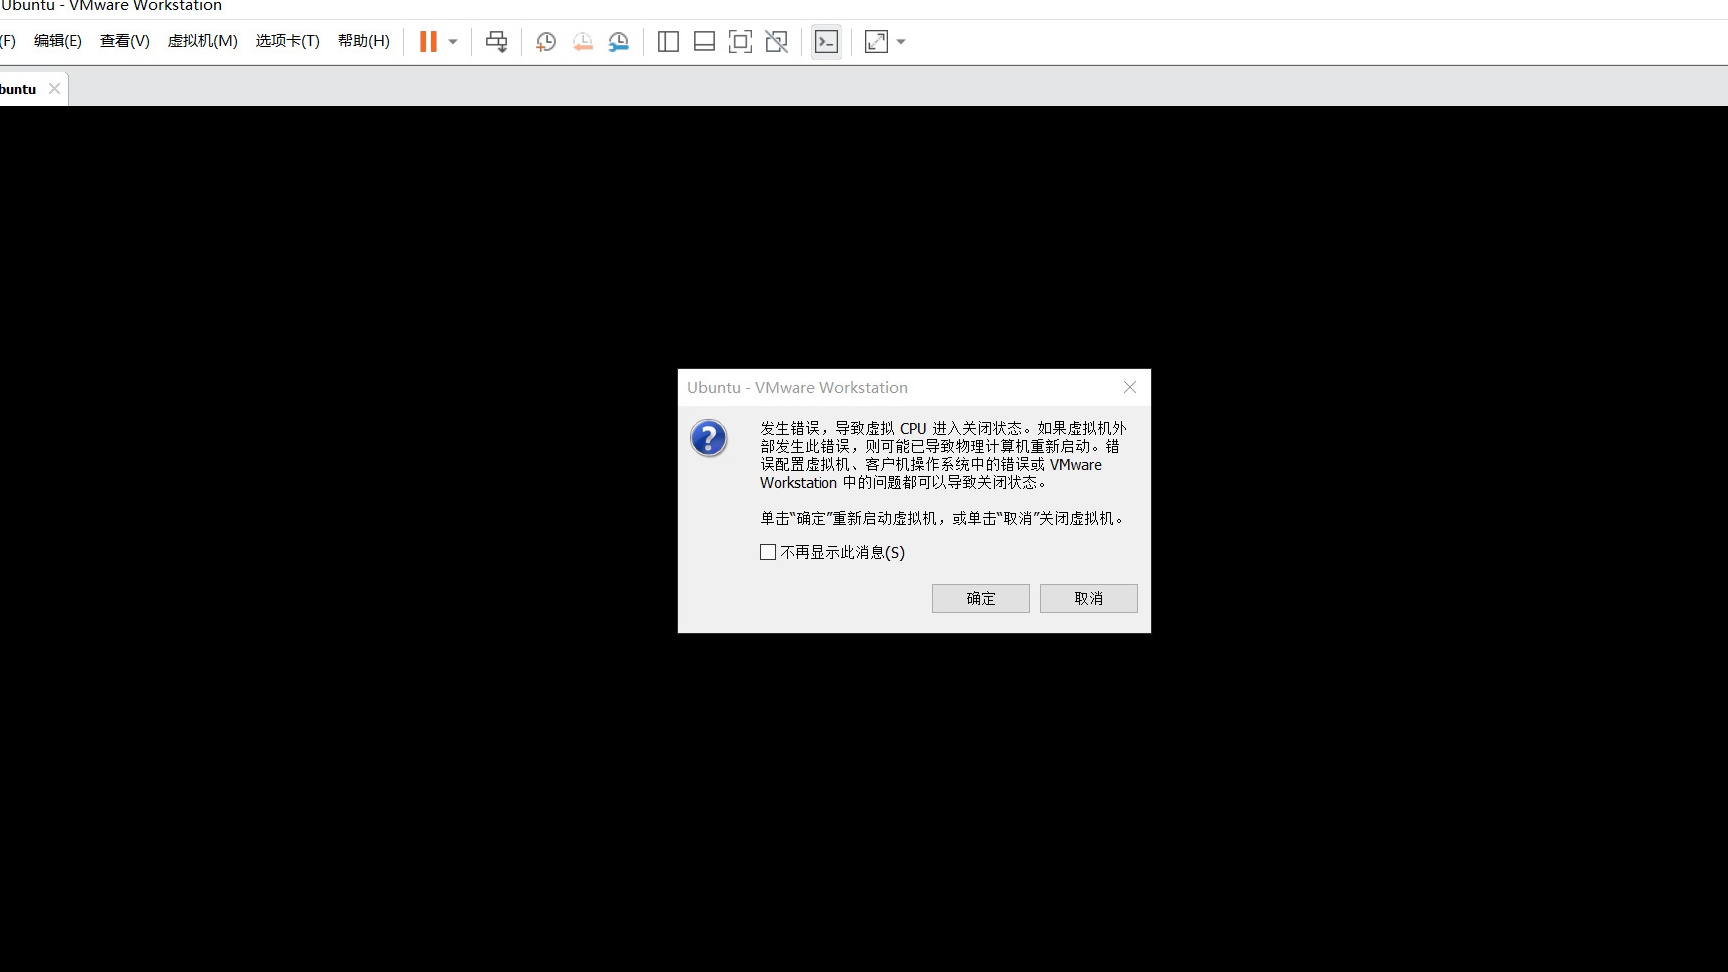 Ubuntu - VMware Workstation
(F) 编辑(E) 查看(V) 虚拟机(M) 选项卡(T) 帮助(H)
buntu
Ubuntu - VMware Workstation
发生错误，导致虚拟 CPU 进入关闭状态。如果虚拟机外
部发生此错误，则可能已导致物理计算机重新启动。错
误配置虚拟机、客户机操作系统中的错误或 VMware
Workstation 中的问题都可以导致关闭状态。
单击“确定”重新启动虚拟机，或单击“取消”关闭虚拟机。
不再显示此消息(S)
确定 取消